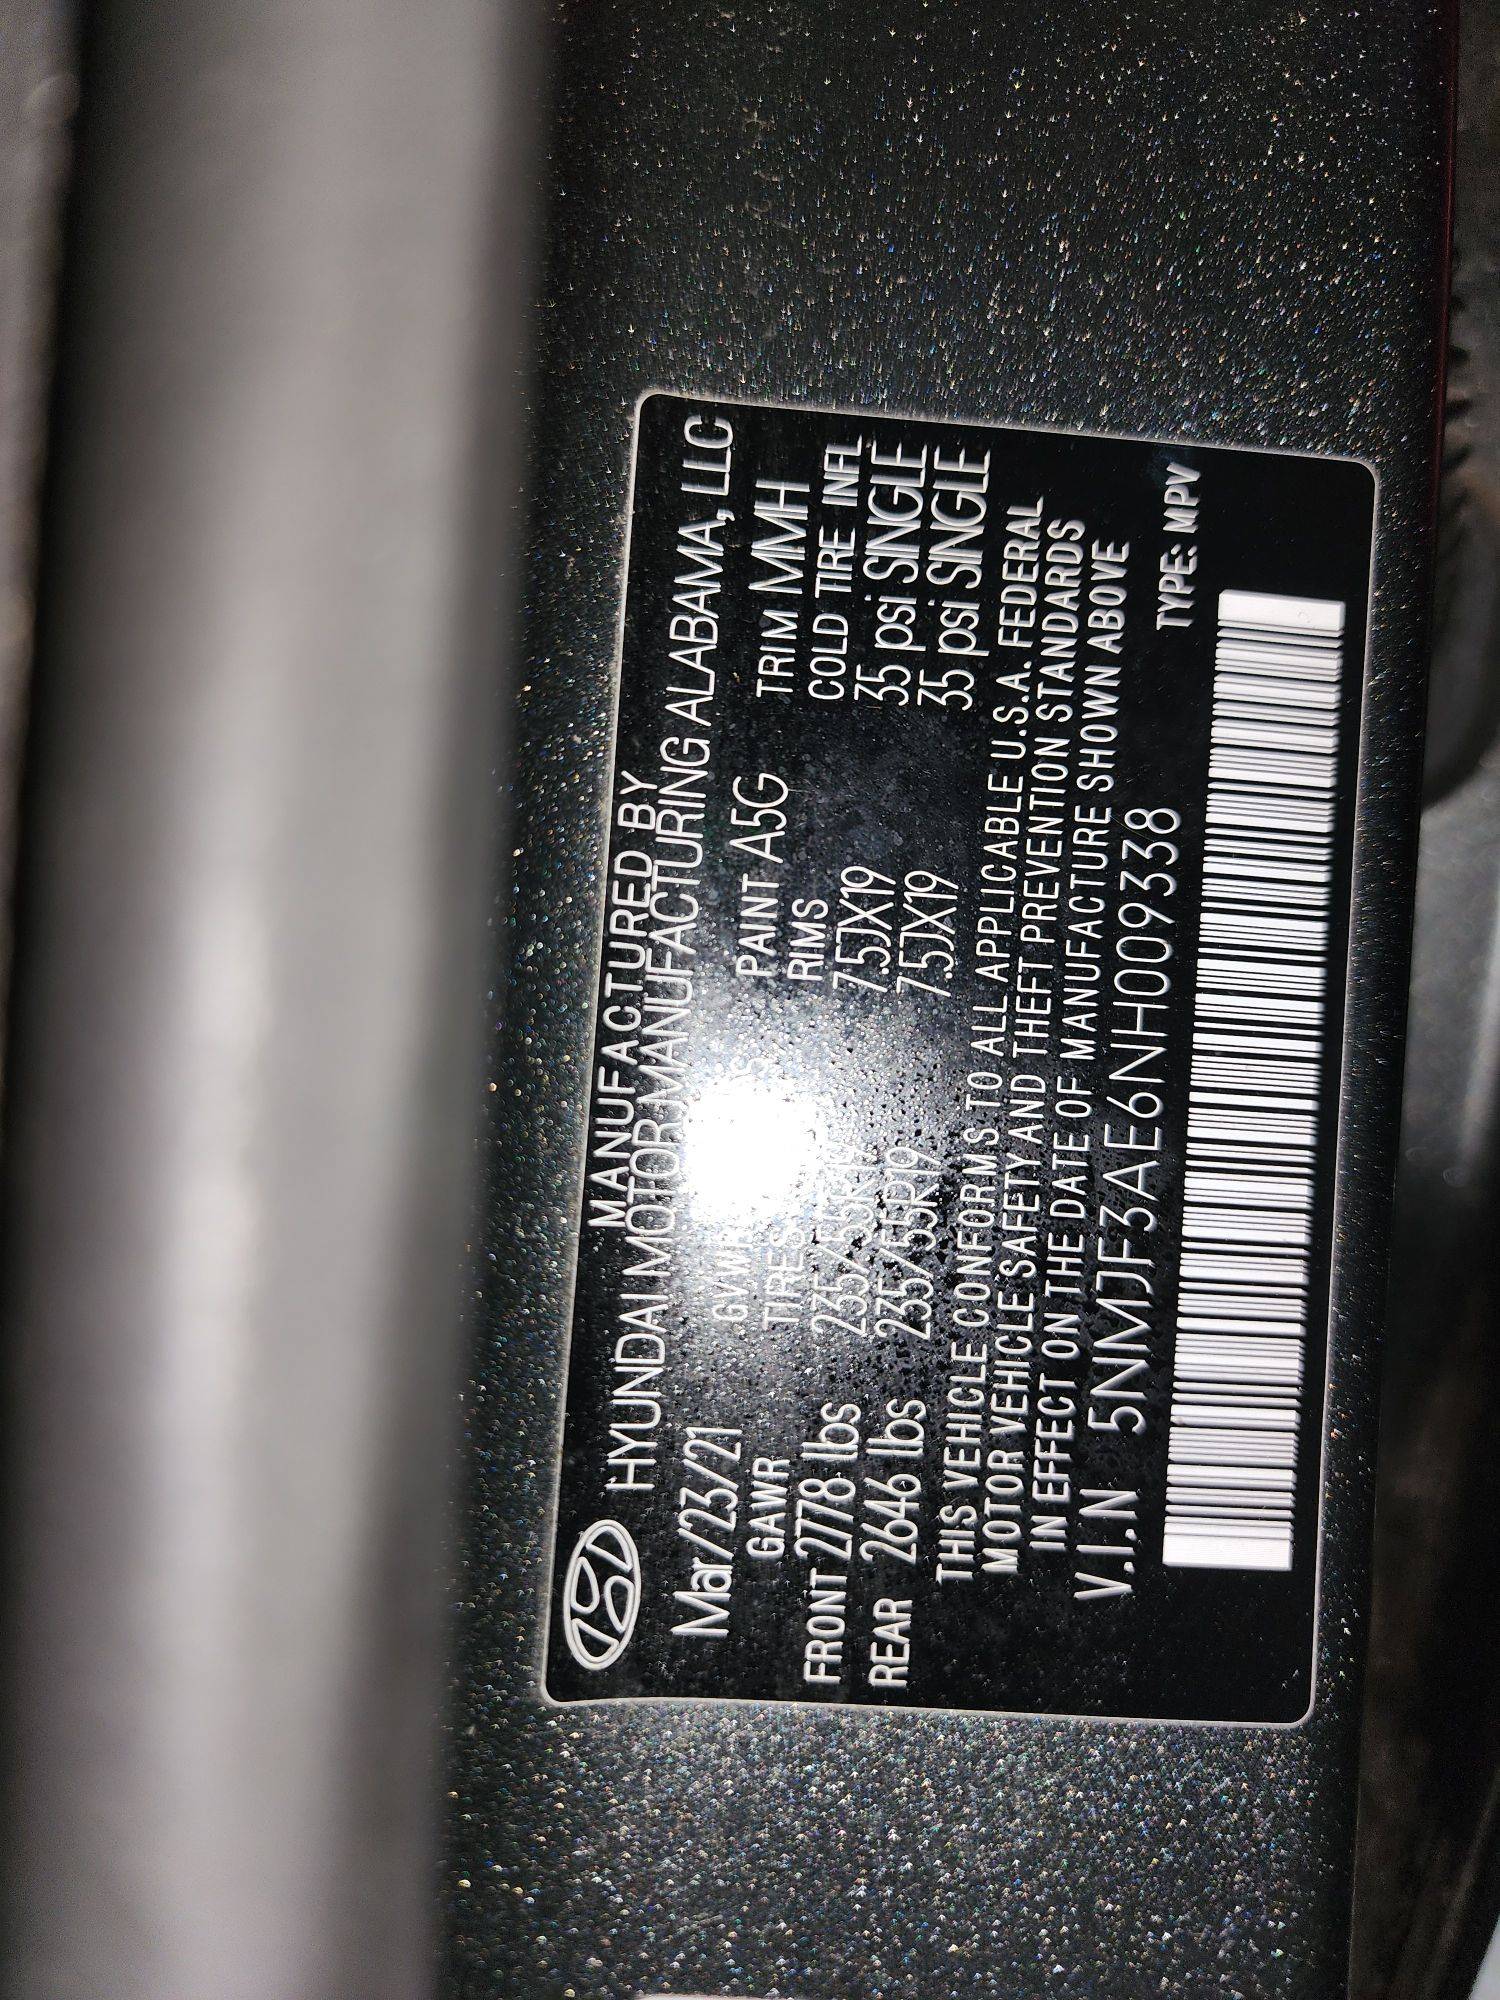 MANUFACTURED BY
HYUNDAI MOTOR MANUFACTURING ALABAMA, LLC
Mar/23/21 PAINT A5G TRIM MMH
GAWR TIRES RIMS COLD TIRE INFL
FRONT 2778 lbs 7.5JX19 35 psi SINGLE
REAR 2646 lbs 235/55R19 7.5JX19 35 psi SINGLE
THIS VEHICLE CONFORMS TO ALL APPLICABLE U.S.A. FEDERAL
MOTOR VEHICLE SAFETY AND THEFT PREVENTION STANDARDS
IN EFFECT ON THE DATE OF MANUFACTURE SHOWN ABOVE
V.I.N 5NMJF3AE6NH009338
TYPE: MPV